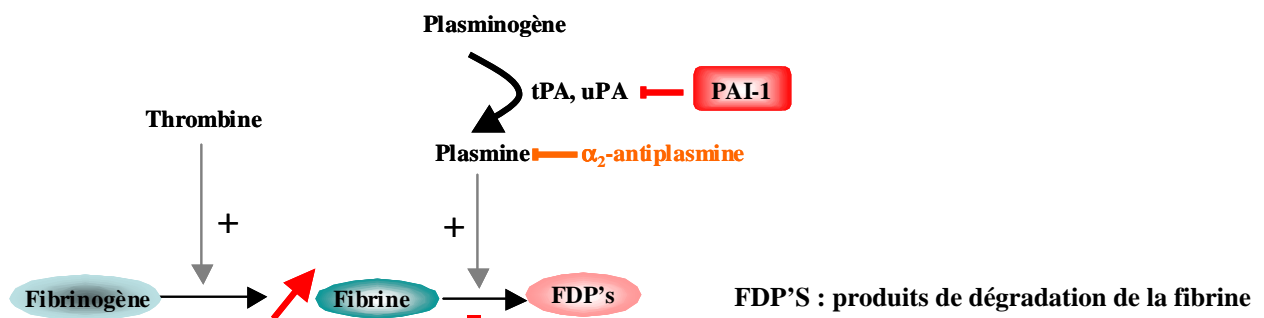 Plasminogène
tPA, uPA
PAI-1
Thrombine
Plasmine
α2-antiplasmine
+
+
Fibrinogène
Fibrine
FDP's
FDP'S : produits de dégradation de la fibrine